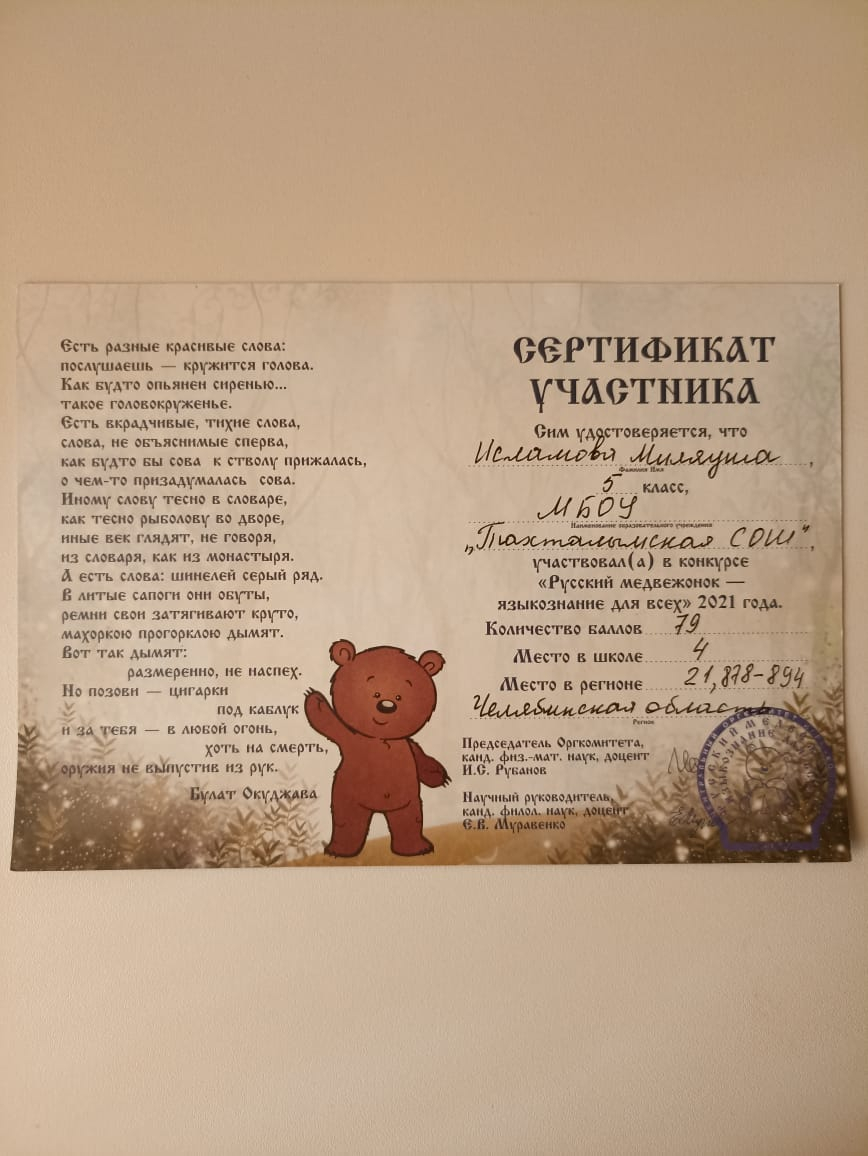 Есть разные красивые слова:
послушаешь — кружится голова.
Как будто опьянен сиренью...
такое головокруженье.
Есть вкрадчивые, тихие слова,
слова, не объяснимые сперва,
как будто бы сова к стволу прижалась,
о чем-то призадумалась сова.
Иному слову тесно в словаре,
как тесно рыболову во дворе,
иные век глядят, не говоря,
из словаря, как из монастыря.
А есть слова: шинелей серый ряд.
В литые сапоги они обуты,
ремни свои затягивают круто,
махоркою прогорклою дымят.
Вот так дымят:
размеренно, не наспех.
Но позови — цигарки
под каблук
и за тебя — в любой огонь,
хоть на смерть,
оружия не выпустив из рук.
Булат Окуджава
СЕРТИФИКАТ
УЧАСТНИКА
Сим удостоверяется, что
Исламова Миляуша,
Фамилия Имя
5 класс,
МБОУ
Наименование образовательного учреждения
„Тахталымская СОШ",
участвовал(а) в конкурсе
«Русский медвежонок —
языкознание для всех» 2021 года.
Количество баллов 79
Место в школе 4
Место в регионе 21,878-894
Челябинская область
Регион
Председатель Оргкомитета,
канд. физ.-мат. наук, доцент
И.С. Рубанов
Научный руководитель,
канд. филол. наук, доцент
Е.В. Муравенко